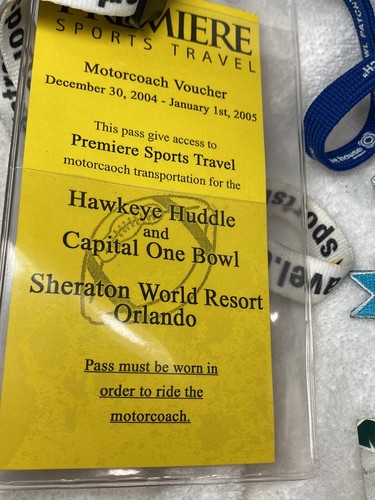 PREMIERE
SPORTS TRAVEL
Motorcoach Voucher
December 30, 2004 - January 1st, 2005
This pass give access to
Premiere Sports Travel
motorcaoch transportation for the
Hawkeye Huddle
and
Capital One Bowl
Sheraton World Resort
Orlando
Pass must be worn in
order to ride the
motorcoach.